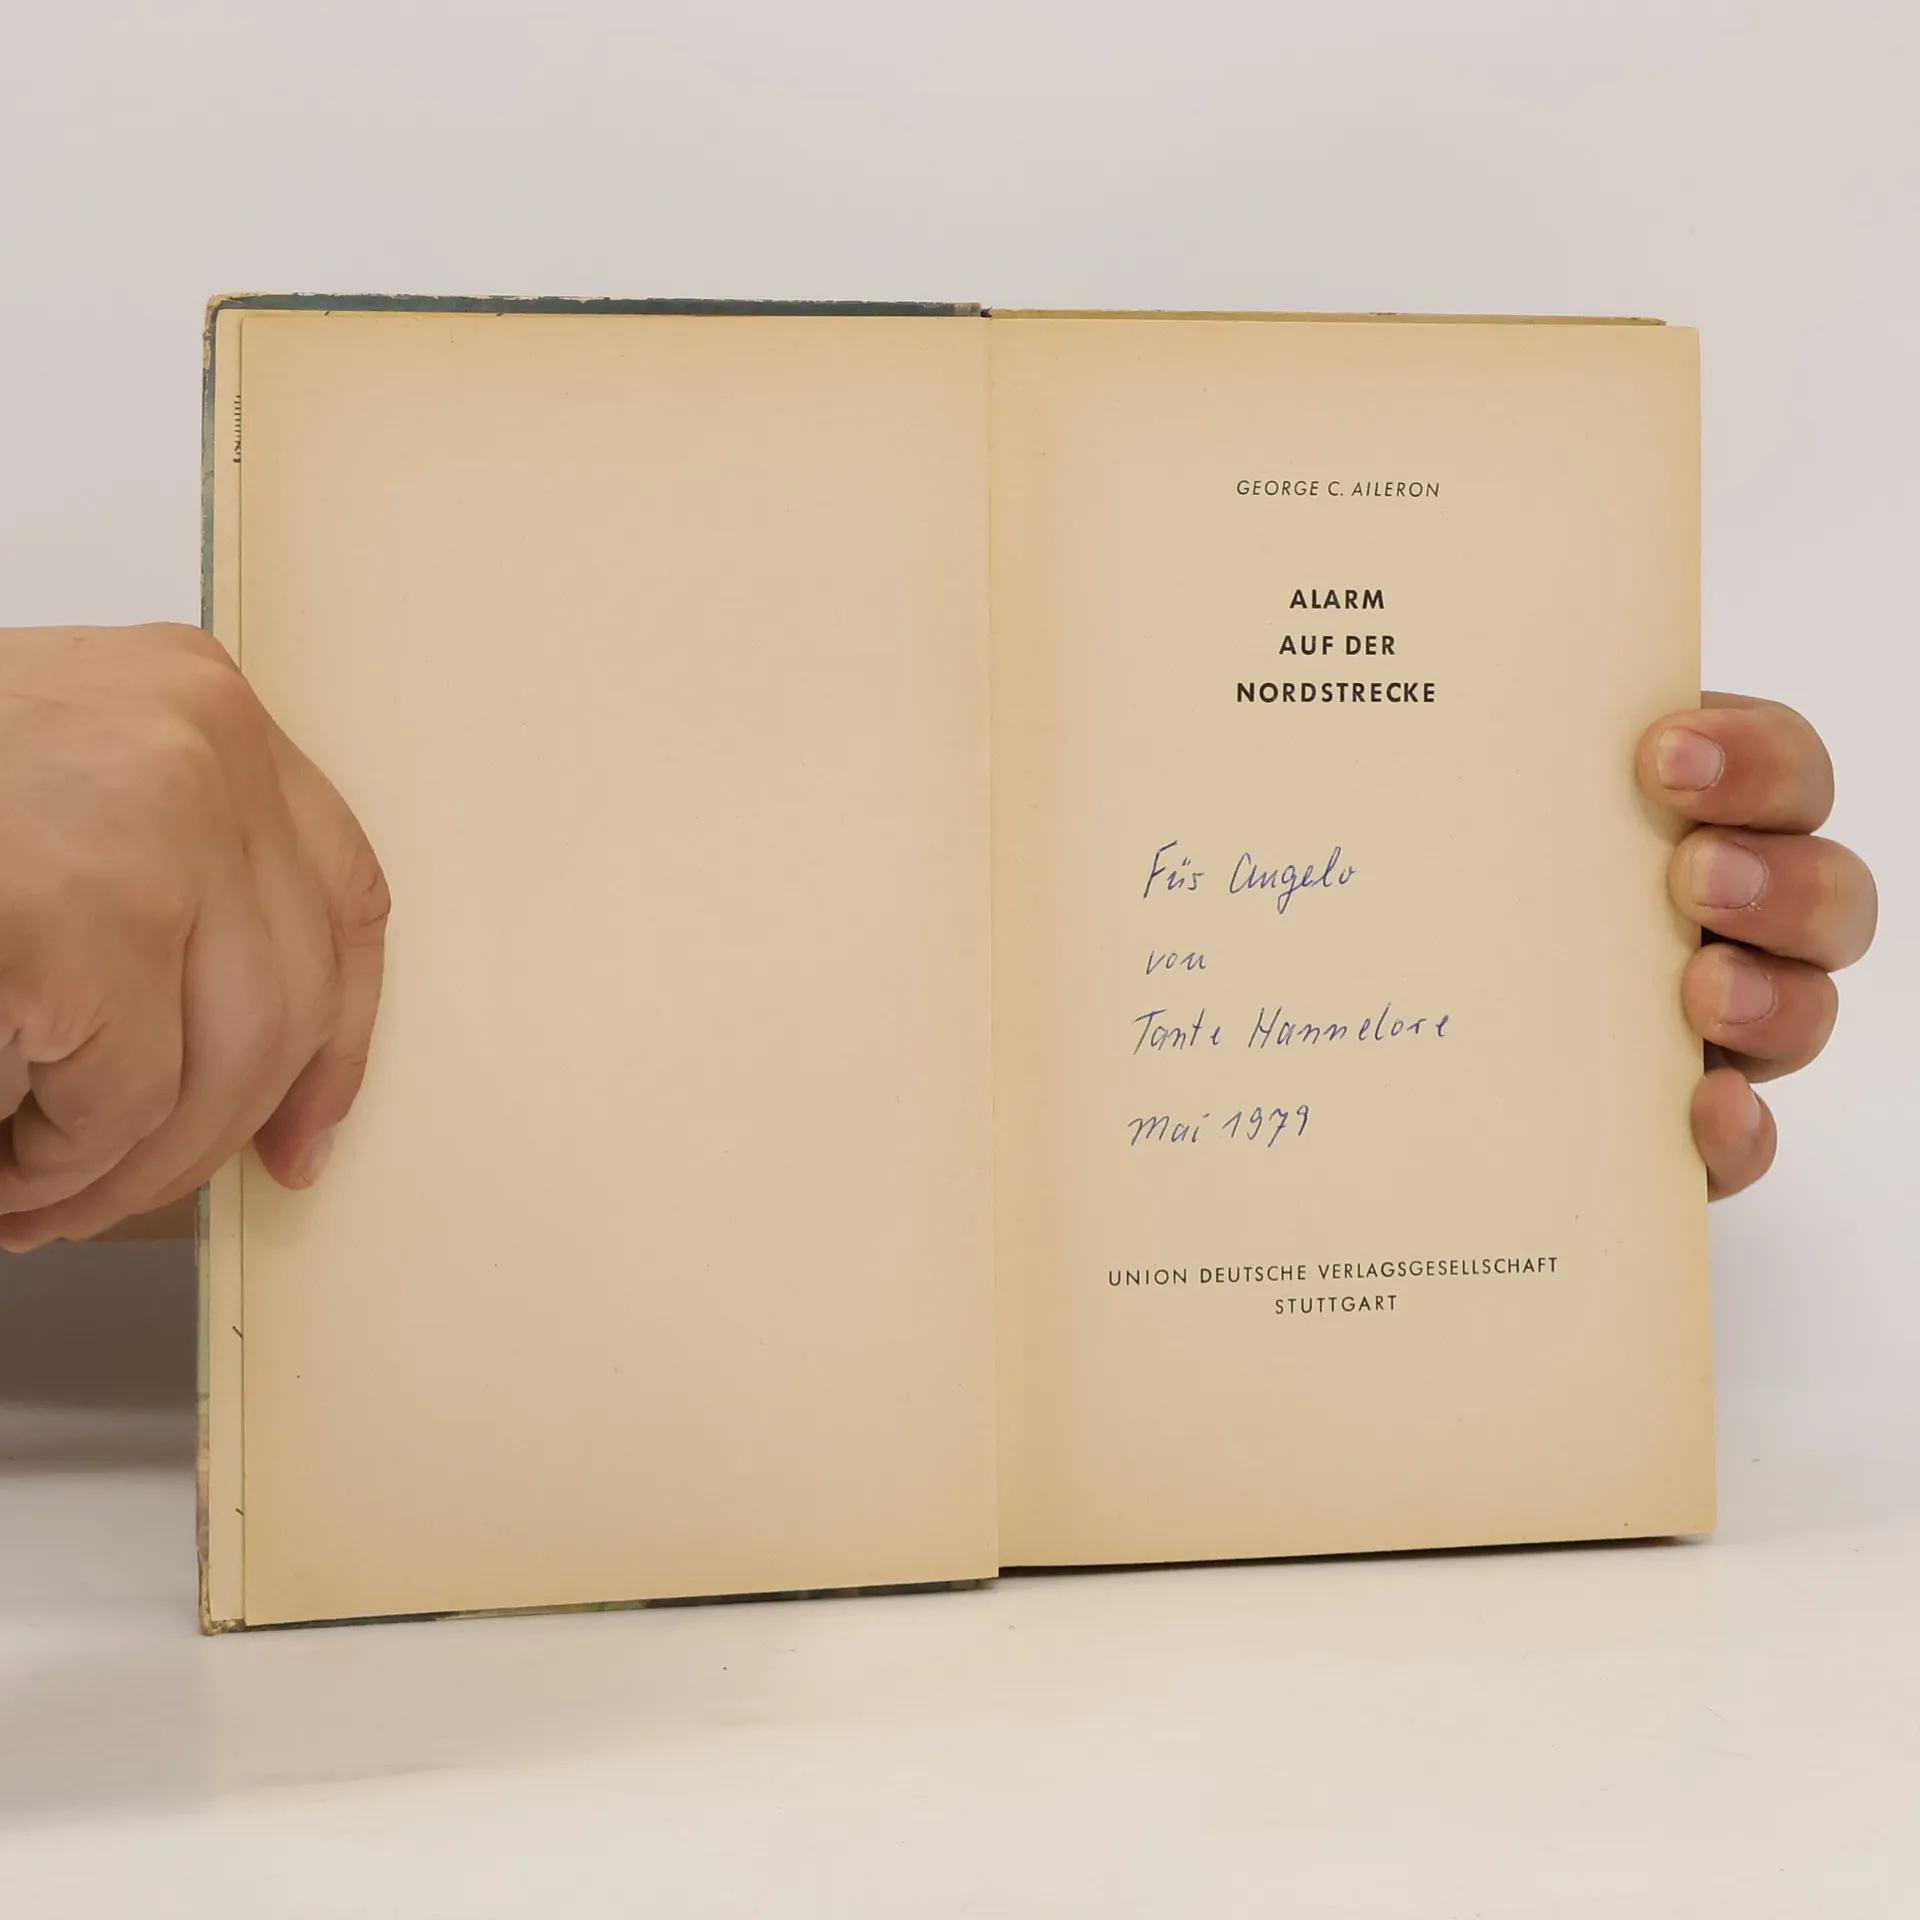 GEORGE C. AILERON
ALARM
AUF DER
NORDSTRECKE
Für Angelo
von
Tante Hannelore
Mai 1979
UNION DEUTSCHE VERLAGSGESELLSCHAFT
STUTTGART